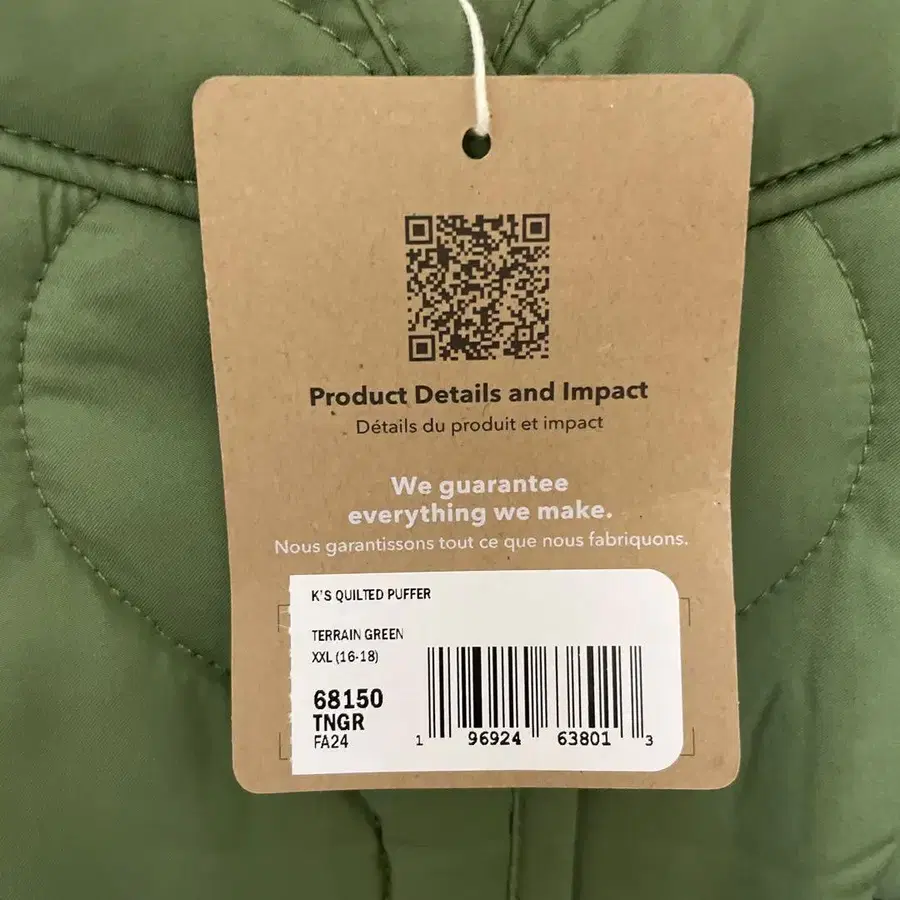 Product Details and Impact
Détails du produit et impact
We guarantee
everything we make.
Nous garantissons tout ce que nous fabriquons.
K'S QUILTED PUFFER
TERRAIN GREEN
XXL (16-18)
68150
TNGR
FA24
1 96924 63801 3